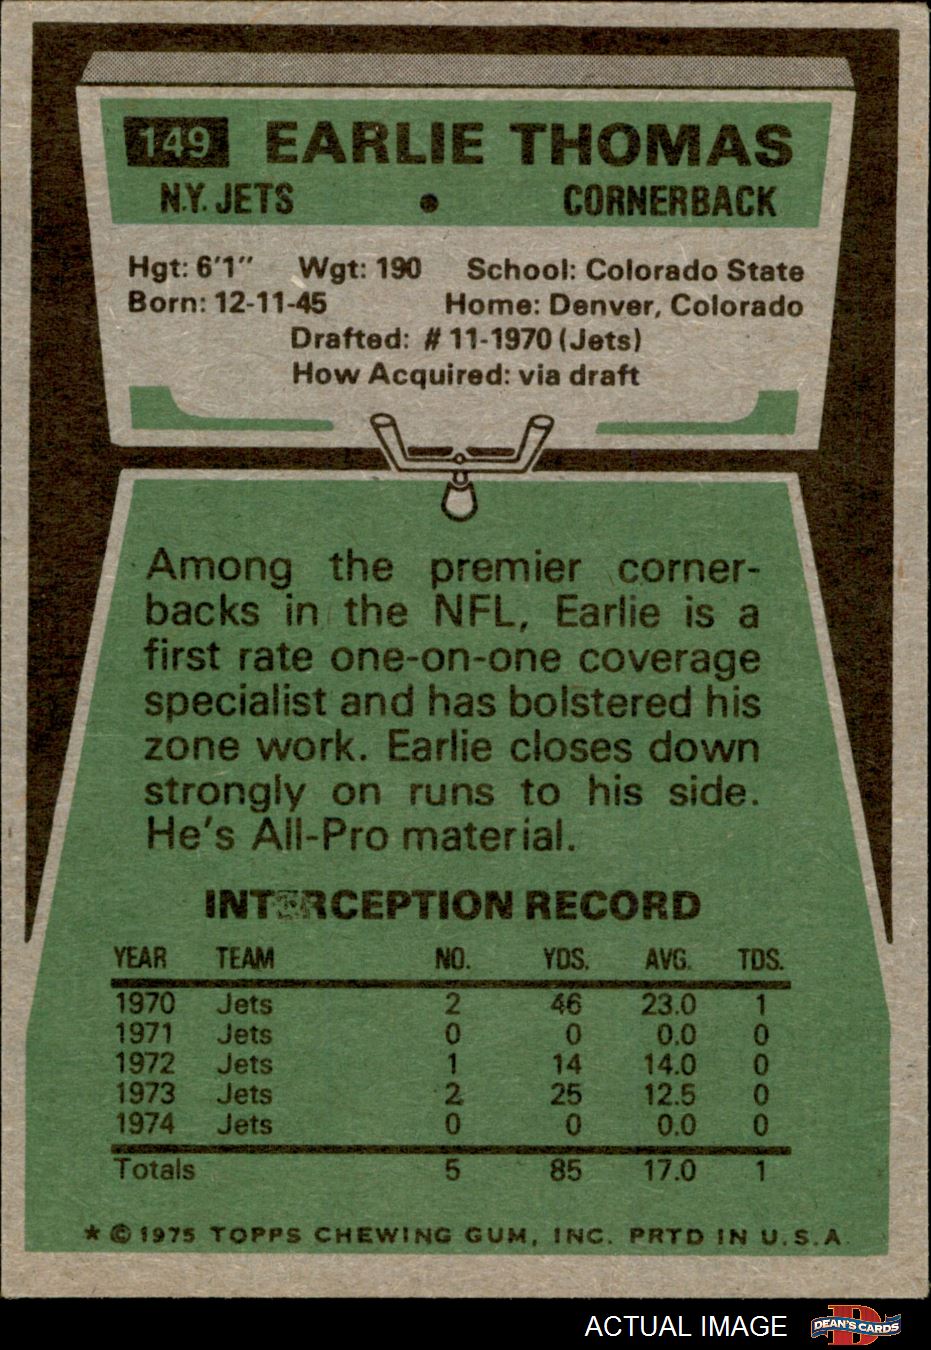 149 EARLIE THOMAS
N.Y. JETS • CORNERBACK
Hgt: 6'1" Wgt: 190 School: Colorado State
Born: 12-11-45 Home: Denver, Colorado
Drafted: # 11-1970 (Jets)
How Acquired: via draft
Among the premier corner-
backs in the NFL, Earlie is a
first rate one-on-one coverage
specialist and has bolstered his
zone work. Earlie closes down
strongly on runs to his side.
He's All-Pro material.
INTERCEPTION RECORD
YEAR TEAM NO. YDS. AVG. TDS.
1970 Jets 2 46 23.0 1
1971 Jets 0 0 0.0 0
1972 Jets 1 14 14.0 0
1973 Jets 2 25 12.5 0
1974 Jets 0 0 0.0 0
Totals 5 85 17.0 1
* © 1975 TOPPS CHEWING GUM, INC. PRTD IN U.S.A.
ACTUAL IMAGE DEAN'S CARDS